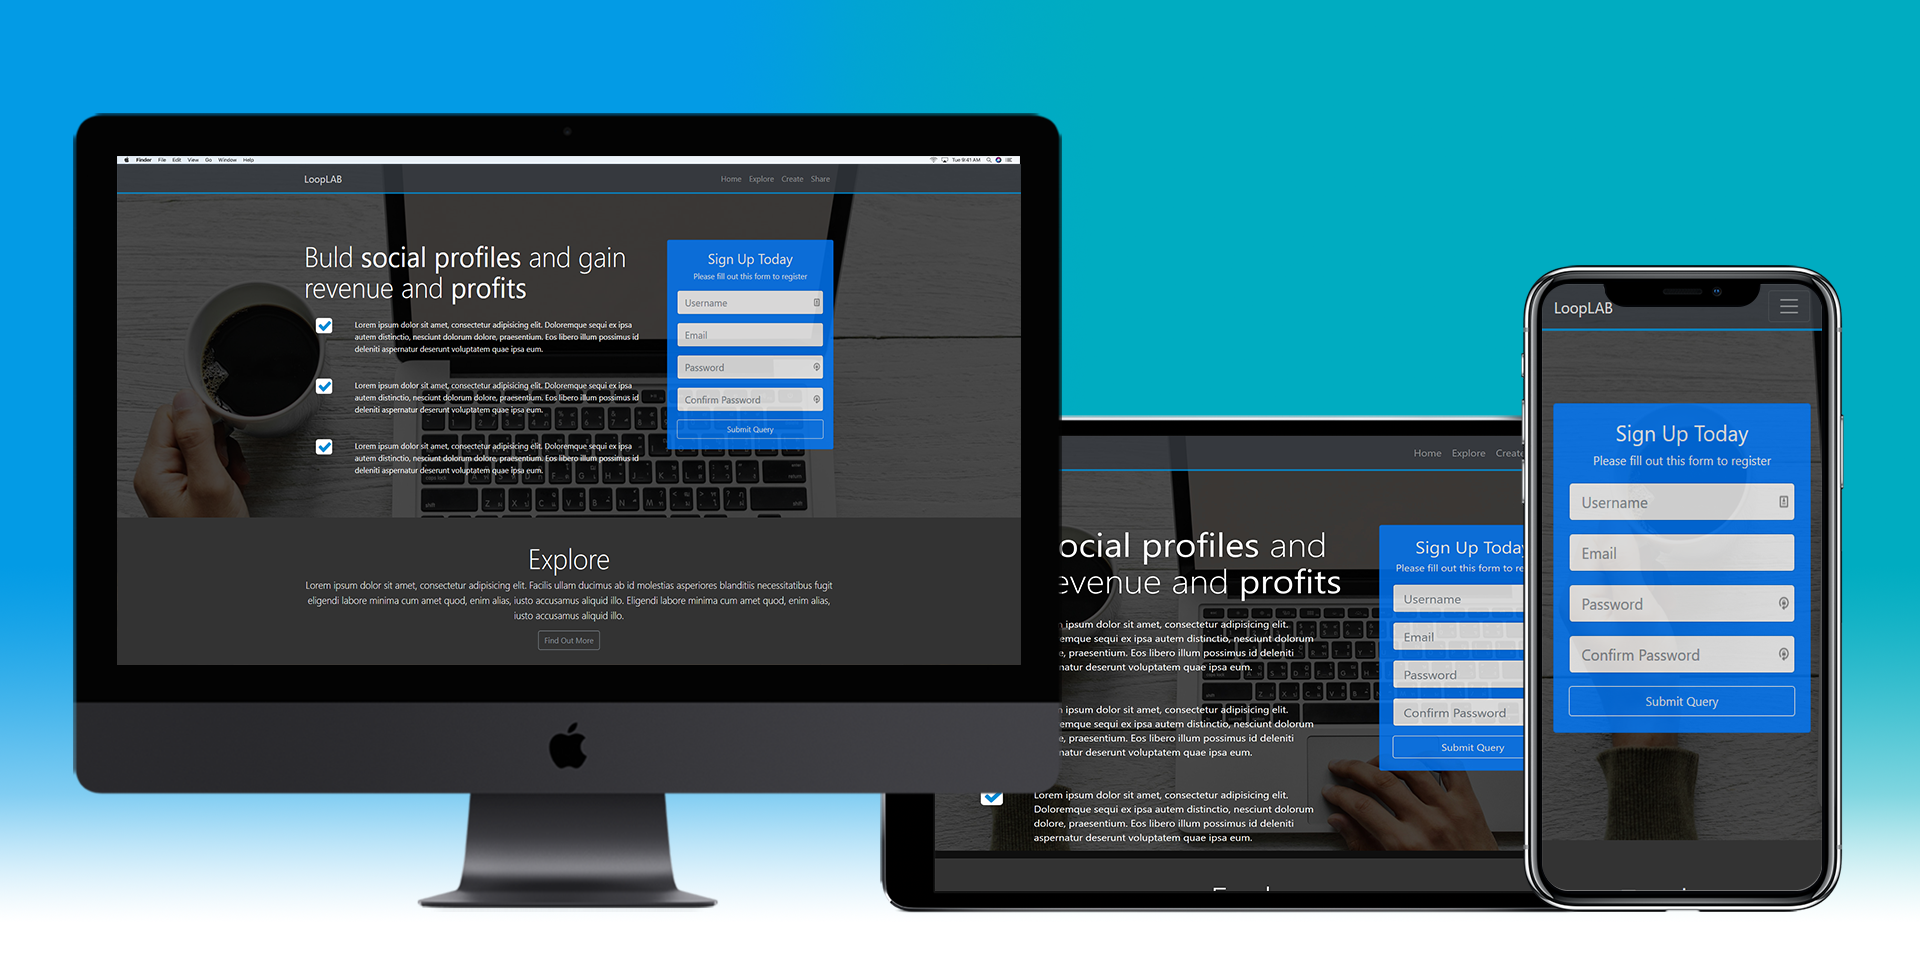 Finder File Edit View Go Window Help
Tue 9:41 AM
LoopLAB
Home Explore Create Share
Buld social profiles and gain
revenue and profits
Lorem ipsum dolor sit amet, consectetur adipisicing elit. Doloremque sequi ex ipsa
autem distinctio, nesciunt dolorum dolore, praesentium. Eos libero illum possimus id
deleniti aspernatur deserunt voluptatem quae ipsa eum.
Lorem ipsum dolor sit amet, consectetur adipisicing elit. Doloremque sequi ex ipsa
autem distinctio, nesciunt dolorum dolore, praesentium. Eos libero illum possimus id
deleniti aspernatur deserunt voluptatem quae ipsa eum.
Lorem ipsum dolor sit amet, consectetur adipisicing elit. Doloremque sequi ex ipsa
autem distinctio, nesciunt dolorum dolore, praesentium. Eos libero illum possimus id
deleniti aspernatur deserunt voluptatem quae ipsa eum.
Sign Up Today
Please fill out this form to register
Username
Email
Password
Confirm Password
Submit Query
Explore
Lorem ipsum dolor sit amet, consectetur adipisicing elit. Facilis ullam ducimus ab id molestias asperiores blanditiis necessitatibus fugit
eligendi labore minima cum amet quod, enim alias, iusto accusamus aliquid illo. Eligendi labore minima cum amet quod, enim alias,
iusto accusamus aliquid illo.
Find Out More
Home Explore Create
ocial profiles and
evenue and profits
ipsum dolor sit amet, consectetur adipisicing elit.
emque sequi ex ipsa autem distinctio, nesciunt dolorum
e, praesentium. Eos libero illum possimus id deleniti
natur deserunt voluptatem quae ipsa eum.
ipsum dolor sit amet, consectetur adipisicing elit.
emque sequi ex ipsa autem distinctio, nesciunt dolorum
e, praesentium. Eos libero illum possimus id deleniti
natur deserunt voluptatem quae ipsa eum.
Lorem ipsum dolor sit amet, consectetur adipisicing elit.
Doloremque sequi ex ipsa autem distinctio, nesciunt dolorum
dolore, praesentium. Eos libero illum possimus id deleniti
aspernatur deserunt voluptatem quae ipsa eum.
Sign Up Today
Please fill out this form to re
Username
Email
Password
Confirm Password
Submit Query
LoopLAB
Sign Up Today
Please fill out this form to register
Username
Email
Password
Confirm Password
Submit Query